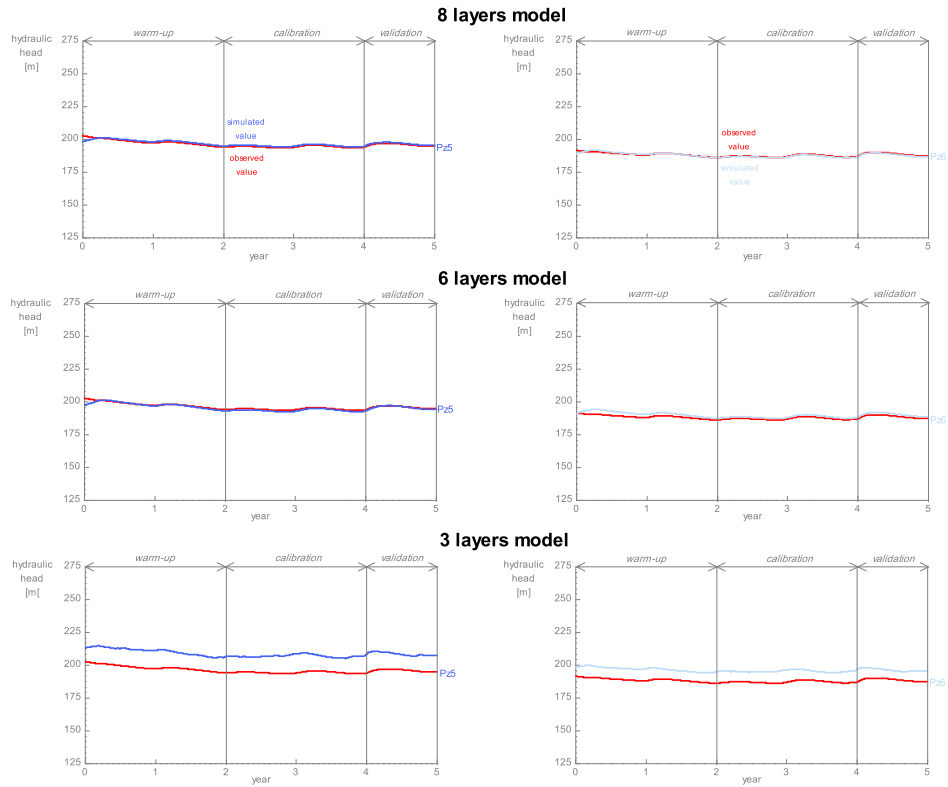 8 layers model
hydraulic
head
[m]
warm-up
calibration
validation
275
250
225
200
175
150
125
simulated
value
observed
value
Pz5
0
1
2
3
4
5
year
hydraulic
head
[m]
warm-up
calibration
validation
275
250
225
200
175
150
125
observed
value
simulated
value
Pz6
0
1
2
3
4
5
year
6 layers model
hydraulic
head
[m]
warm-up
calibration
validation
275
250
225
200
175
150
125
Pz5
0
1
2
3
4
5
year
hydraulic
head
[m]
warm-up
calibration
validation
275
250
225
200
175
150
125
Pz6
0
1
2
3
4
5
year
3 layers model
hydraulic
head
[m[
warm-up
calibration
validation
275
250
225
200
175
150
125
Pz5
0
1
2
3
4
5
year
hydraulic
head
[m]
warm-up
calibration
validation
275
250
225
200
175
150
125
Pz6
0
1
2
3
4
5
year